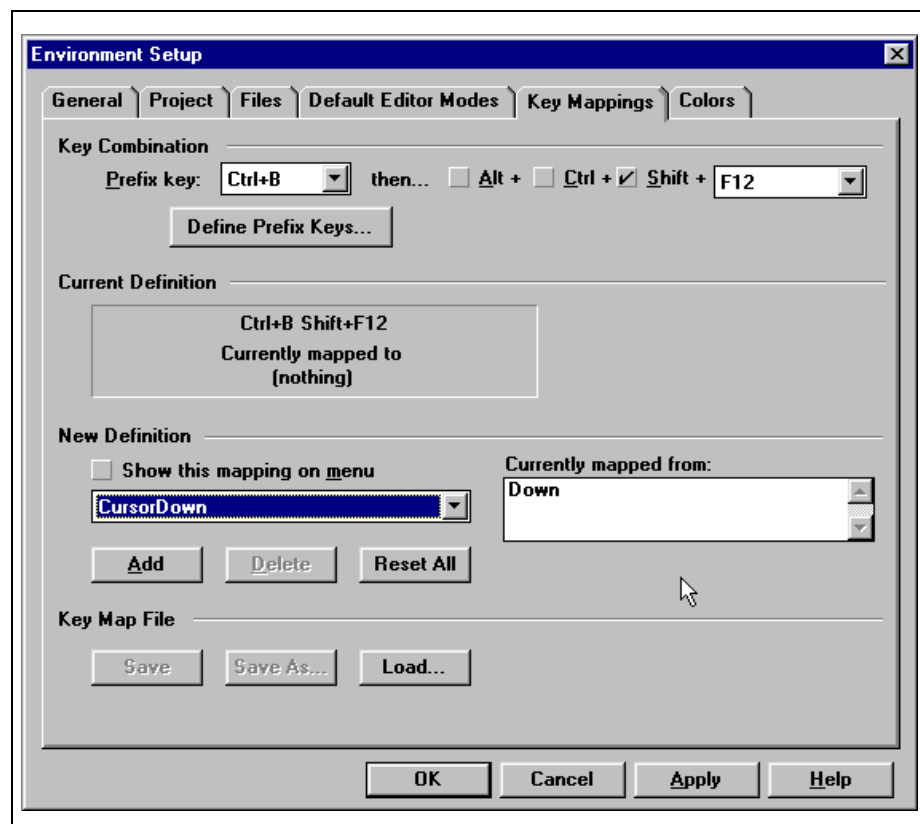 Environment Setup
General Project Files Default Editor Modes Key Mappings Colors
Key Combination
Prefix key: Ctrl+B then... Alt + Ctrl + Shift + F12
Define Prefix Keys...
Current Definition
Ctrl+B Shift+F12
Currently mapped to
(nothing)
New Definition
Show this mapping on menu
CursorDown
Currently mapped from:
Down
Add Delete Reset All
Key Map File
Save Save As... Load...
OK Cancel Apply Help